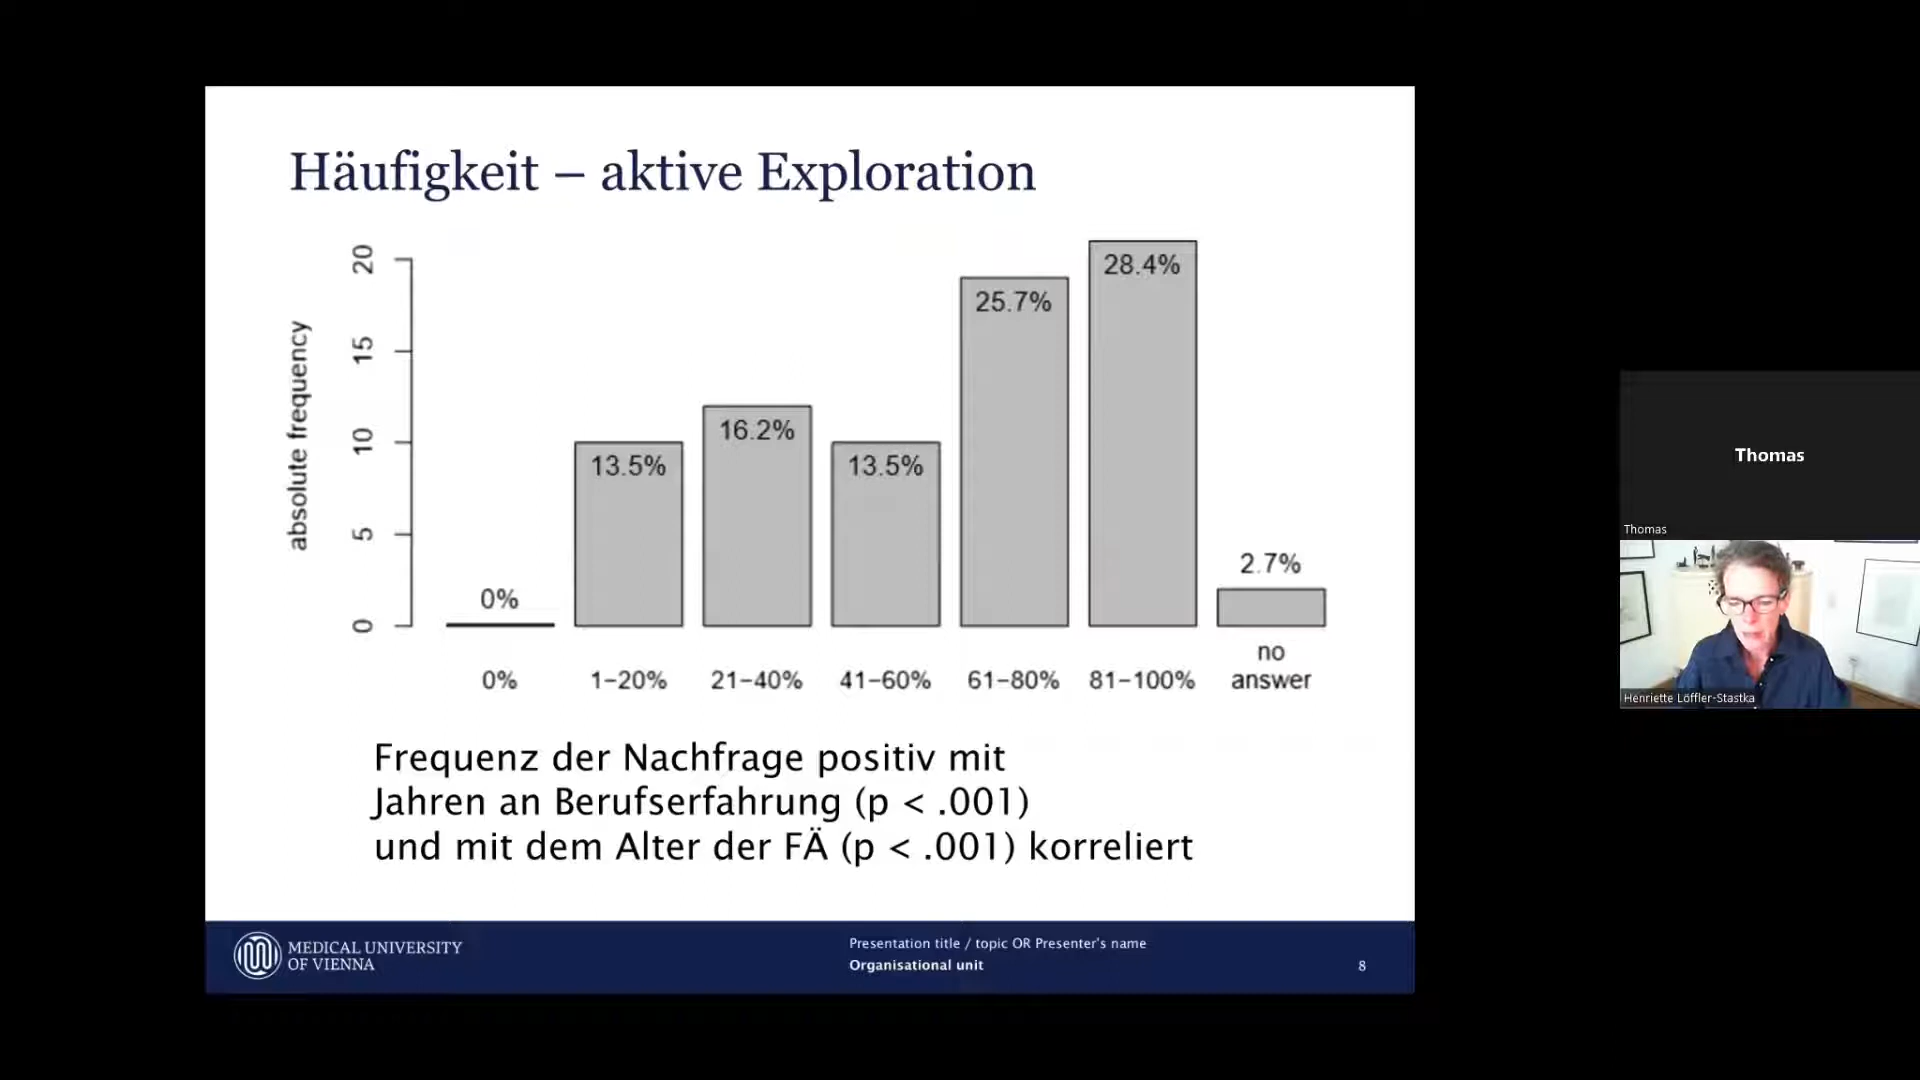 Häufigkeit – aktive Exploration
absolute frequency
20
15
10
5
0
0%
13.5%
16.2%
13.5%
25.7%
28.4%
2.7%
0%
1−20%
21−40%
41−60%
61−80%
81−100%
no
answer
Frequenz der Nachfrage positiv mit
Jahren an Berufserfahrung (p < .001)
und mit dem Alter der FÄ (p < .001) korreliert
MEDICAL UNIVERSITY
OF VIENNA
Presentation title / topic OR Presenter's name
Organisational unit
8
Thomas
Thomas
Henriette Löffler-Stastka